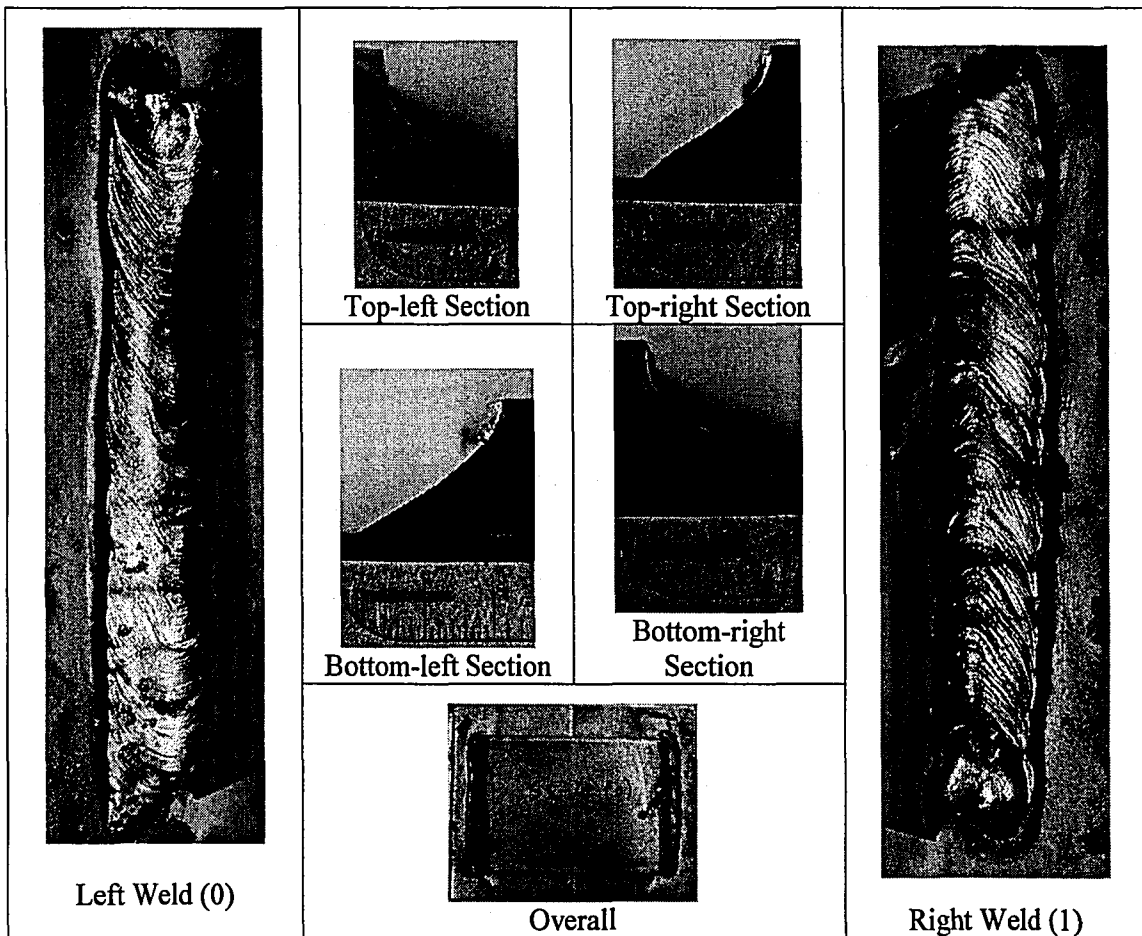 Top-left Section
Top-right Section
Bottom-left Section
Bottom-right
Section
Left Weld (0)
Overall
Right Weld (1)